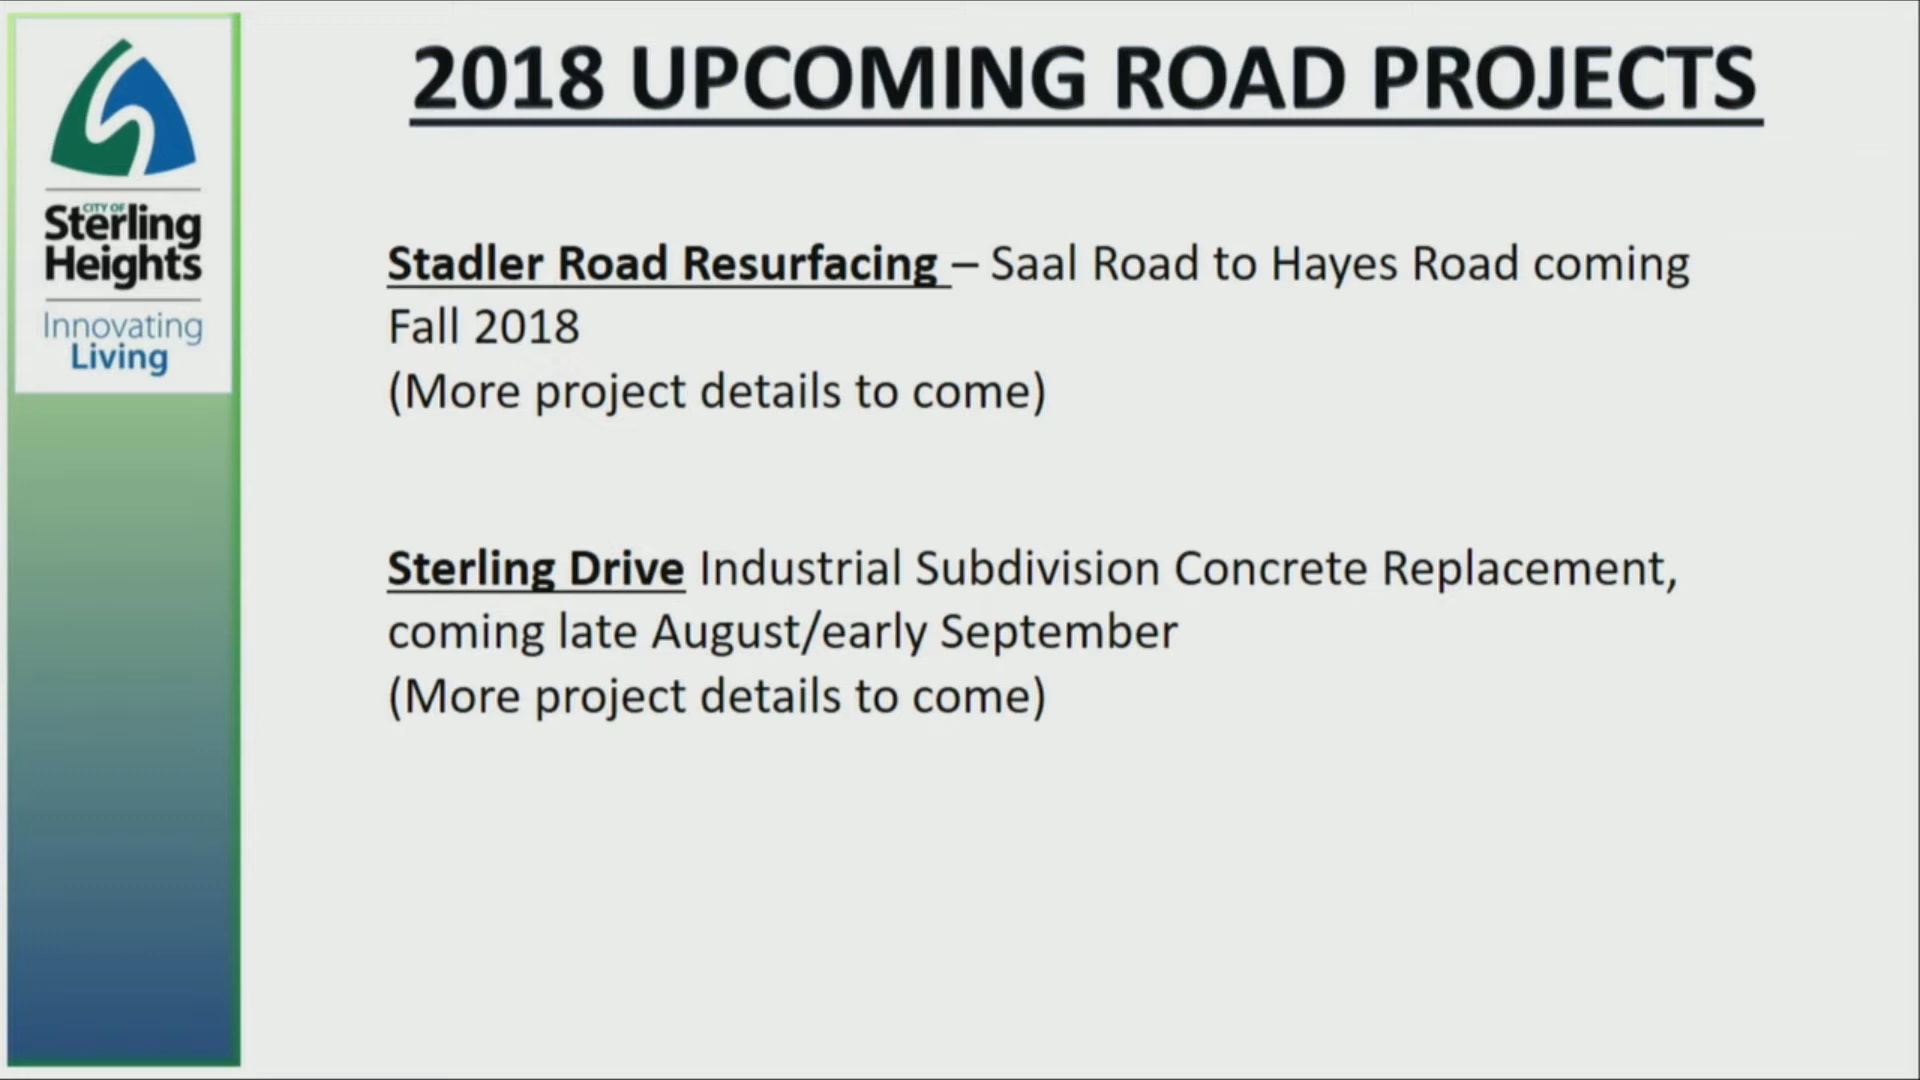 2018 UPCOMING ROAD PROJECTS
CITY OF
Sterling
Heights
Innovating
Living
Stadler Road Resurfacing – Saal Road to Hayes Road coming
Fall 2018
(More project details to come)
Sterling Drive Industrial Subdivision Concrete Replacement,
coming late August/early September
(More project details to come)